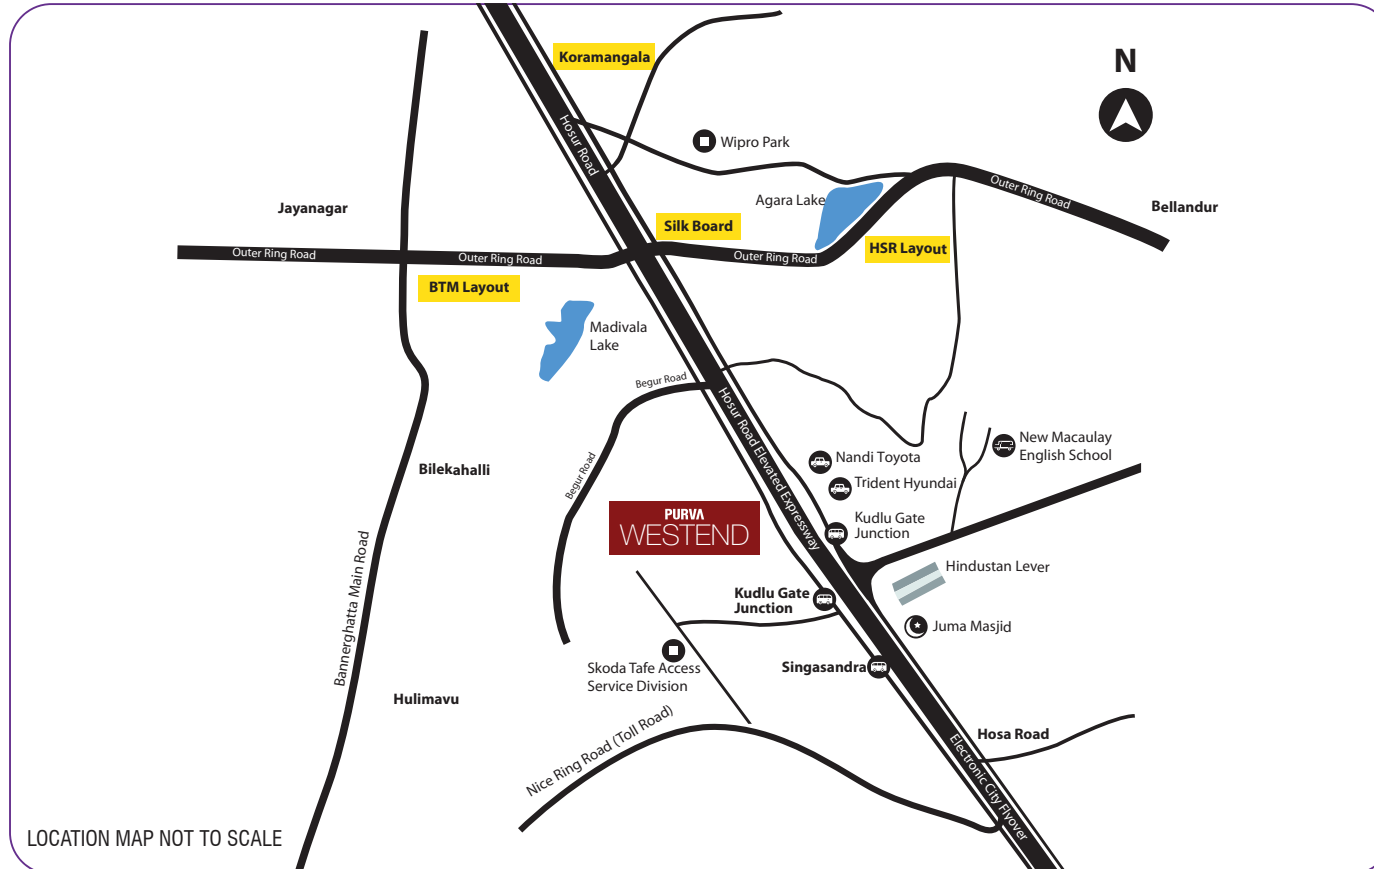 Koramangala
N
Hosur Road
Wipro Park
Agara Lake
Outer Ring Road
Bellandur
Jayanagar
Silk Board
HSR Layout
Outer Ring Road
Outer Ring Road
Outer Ring Road
BTM Layout
Madivala
Lake
Begur Road
Hosur Road Elevated Expressway
Begur Road
Bilekahalli
Nandi Toyota
Trident Hyundai
New Macaulay
English School
PURVA
WESTEND
Kudlu Gate
Junction
Hindustan Lever
Kudlu Gate
Junction
Juma Masjid
Bannerghatta Main Road
Skoda Tafe Access
Service Division
Singasandra
Hulimavu
Nice Ring Road (Toll Road)
Hosa Road
Electronic City Flyover
LOCATION MAP NOT TO SCALE